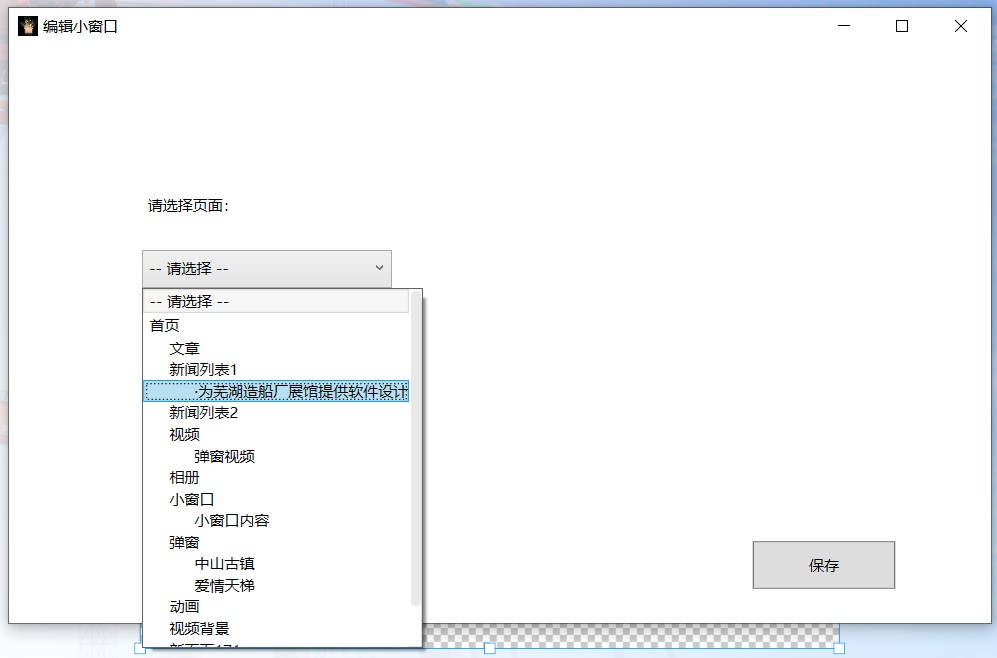 编辑小窗口
请选择页面：
-- 请选择 --
-- 请选择 --
首页
文章
新闻列表1
·为芜湖造船厂展馆提供软件设计
新闻列表2
视频
弹窗视频
相册
小窗口
小窗口内容
弹窗
中山古镇
爱情天梯
动画
视频背景
保存